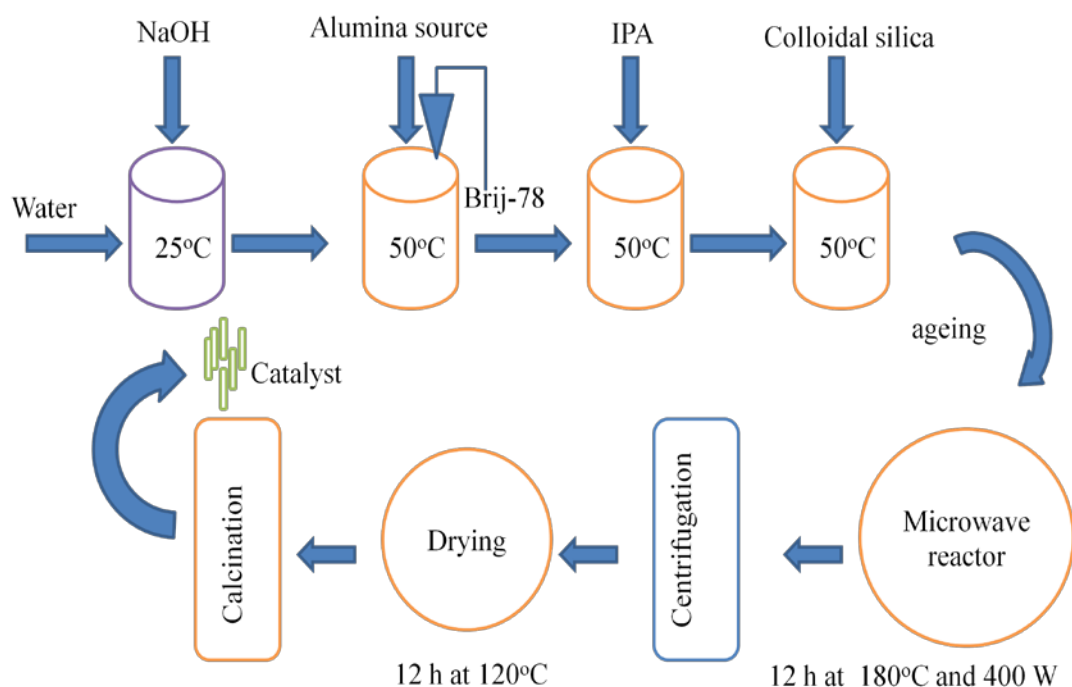 NaOH
Alumina source
IPA
Colloidal silica
Water
25°C
50°C
Brij-78
50°C
50°C
ageing
Catalyst
Microwave
reactor
Centrifugation
Drying
Calcination
12 h at 120°C
12 h at 180°C and 400 W